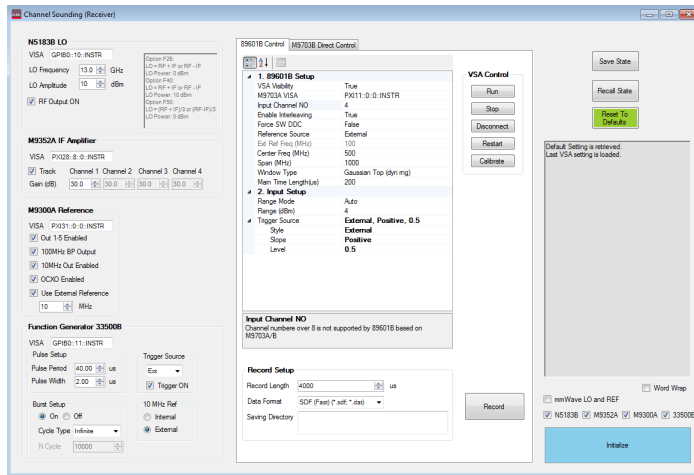 Channel Sounding (Receiver)
N5183B LO
VISA GPIB0::10::INSTR
LO Frequency 13.0 GHz
LO Amplitude 10 dBm
RF Output ON
Option F26:
LO = RF + IF or RF - IF
LO Power: 0 dBm
Option F40:
LO = RF + IF or RF - IF
LO Power: 10 dBm
Option F50:
LO = (RF + IF)/3 or (RF-IF)/3
LO Power: 0 dBm
M9352A IF Amplifier
VISA PXI28::8::0::INSTR
Track Channel 1 Channel 2 Channel 3 Channel 4
Gain (dB) 30.0 30.0 30.0 30.0
M9300A Reference
VISA PXI31::0::0::INSTR
Out 1-5 Enabled
100MHz BP Output
10MHz Out Enabled
OCXO Enabled
Use External Reference
10 MHz
Function Generator 33500B
VISA GPIB0::11::INSTR
Pulse Setup
Pulse Period 40.00 us
Pulse Width 2.00 us
Trigger Source
Ext
Trigger ON
Burst Setup
On Off
Cycle Type Infinite
N Cycle 10000
10 MHz Ref
Internal
External
89601B Control M9703B Direct Control
1. 89601B Setup
VSA Visibility True
M9703A VISA PXI11::0::0::INSTR
Input Channel NO 4
Enable Interleaving True
Force SW DDC False
Reference Source External
Ext Ref Freq (MHz) 100
Center Freq (MHz) 500
Span (MHz) 1000
Window Type Gaussian Top (dyn rng)
Main Time Length(us) 200
2. Input Setup
Range Mode Auto
Range (dBm) 4
Trigger Source External, Positive, 0.5
Style External
Slope Positive
Level 0.5
Input Channel NO
Channel numbere over 8 is not supported by 89601B based on
M9703A/B
Record Setup
Record Length 4000 us
Data Format SDF (Fast) (*.sdf; *.dat)
Saving Directory
VSA Control
Run
Stop
Disconnect
Restart
Calibrate
Record
Save State
Recall State
Reset To
Defaults
Default Setting is retrieved.
Last VSA setting is loaded.
Word Wrap
mmWave LO and REF
N5183B M9352A M9300A 33500B
Initialize